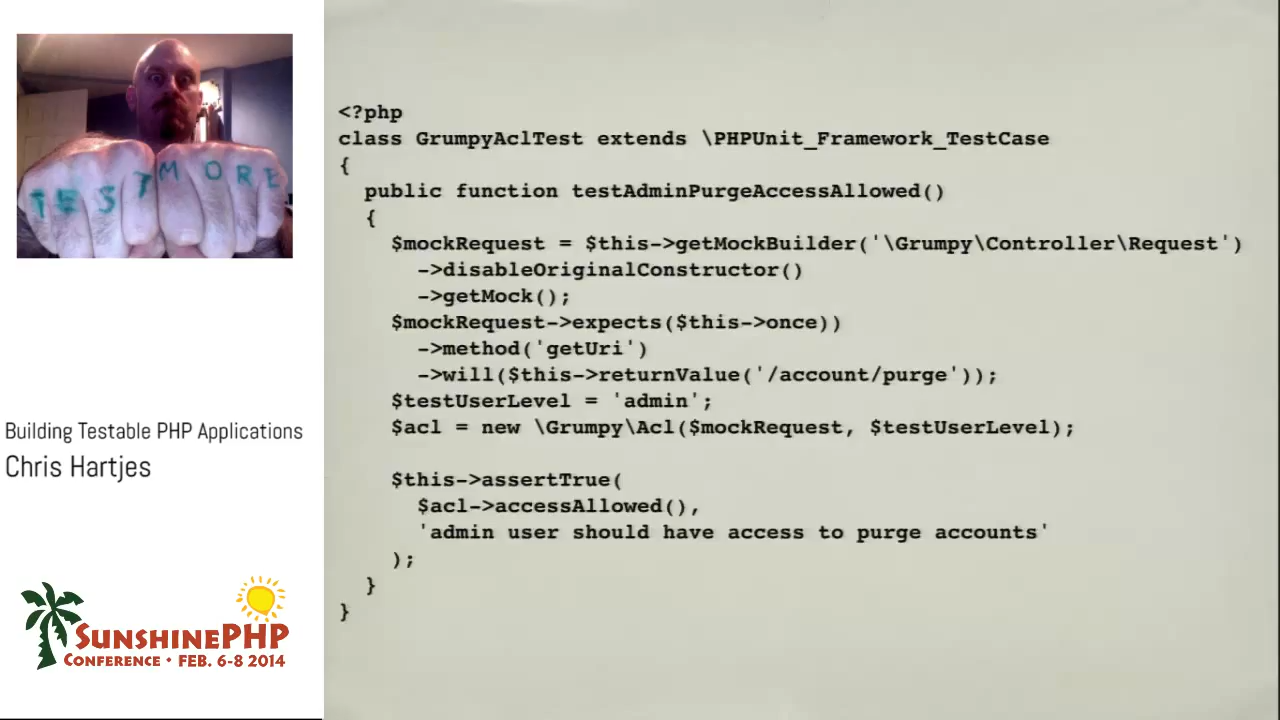 TEST MORE
Building Testable PHP Applications
Chris Hartjes
SUNSHINEPHP
CONFERENCE • FEB. 6-8 2014
<?php
class GrumpyAclTest extends \PHPUnit_Framework_TestCase
{
public function testAdminPurgeAccessAllowed()
{
$mockRequest = $this->getMockBuilder('\Grumpy\Controller\Request')
->disableOriginalConstructor()
->getMock();
$mockRequest->expects($this->once))
->method('getUri')
->will($this->returnValue('/account/purge'));
$testUserLevel = 'admin';
$acl = new \Grumpy\Acl($mockRequest, $testUserLevel);
$this->assertTrue(
$acl->accessAllowed(),
'admin user should have access to purge accounts'
);
}
}